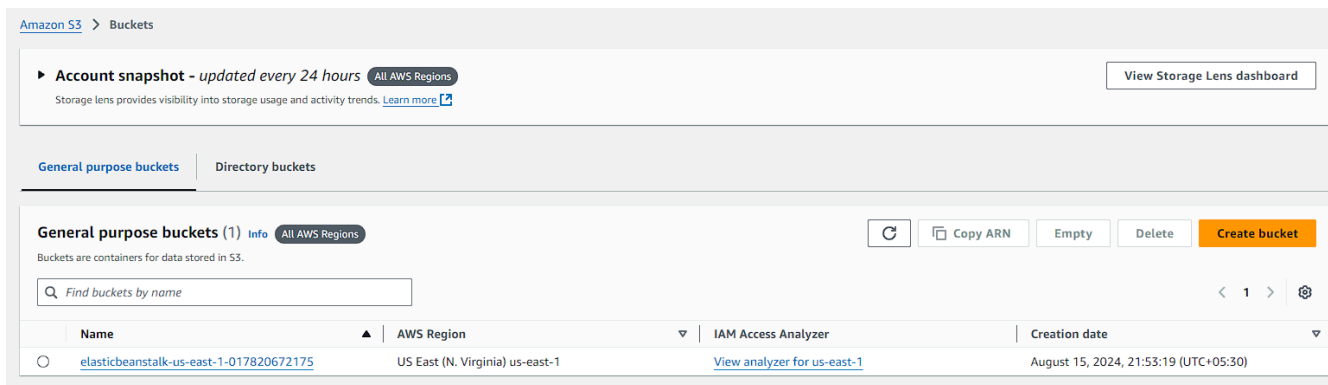 Amazon S3 > Buckets
Account snapshot - updated every 24 hours All AWS Regions
View Storage Lens dashboard
Storage lens provides visibility into storage usage and activity trends. Learn more
General purpose buckets Directory buckets
General purpose buckets (1) Info All AWS Regions
Copy ARN Empty Delete Create bucket
Buckets are containers for data stored in S3.
Find buckets by name
< 1 >
Name AWS Region IAM Access Analyzer Creation date
elasticbeanstalk-us-east-1-017820672175 US East (N. Virginia) us-east-1 View analyzer for us-east-1 August 15, 2024, 21:53:19 (UTC+05:30)